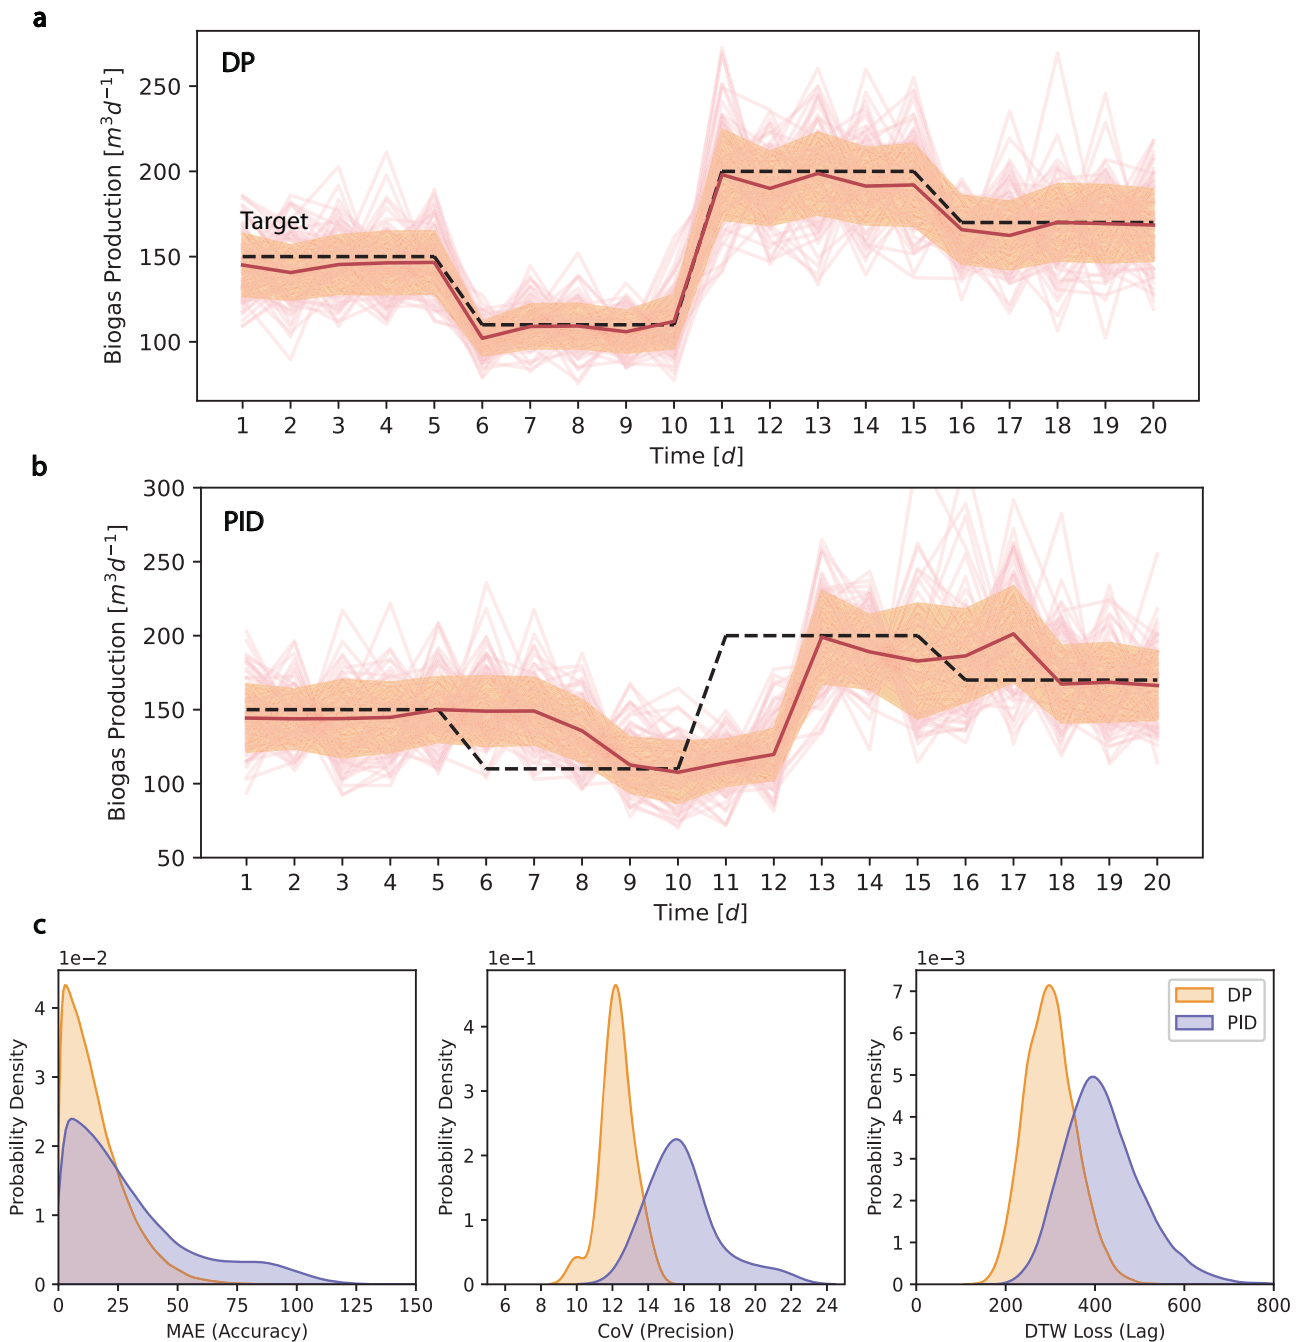 a
DP
250
200
150
100
Biogas Production [m³d⁻¹]
Target
1 2 3 4 5 6 7 8 9 10 11 12 13 14 15 16 17 18 19 20
Time [d]
b
PID
300
250
200
150
100
50
Biogas Production [m³d⁻¹]
1 2 3 4 5 6 7 8 9 10 11 12 13 14 15 16 17 18 19 20
Time [d]
c
1e−2
4
3
2
1
0
Probability Density
0 25 50 75 100 125 150
MAE (Accuracy)
1e−1
4
3
2
1
0
Probability Density
6 8 10 12 14 16 18 20 22 24
CoV (Precision)
1e−3
7
6
5
4
3
2
1
0
Probability Density
DP
PID
0 200 400 600 800
DTW Loss (Lag)